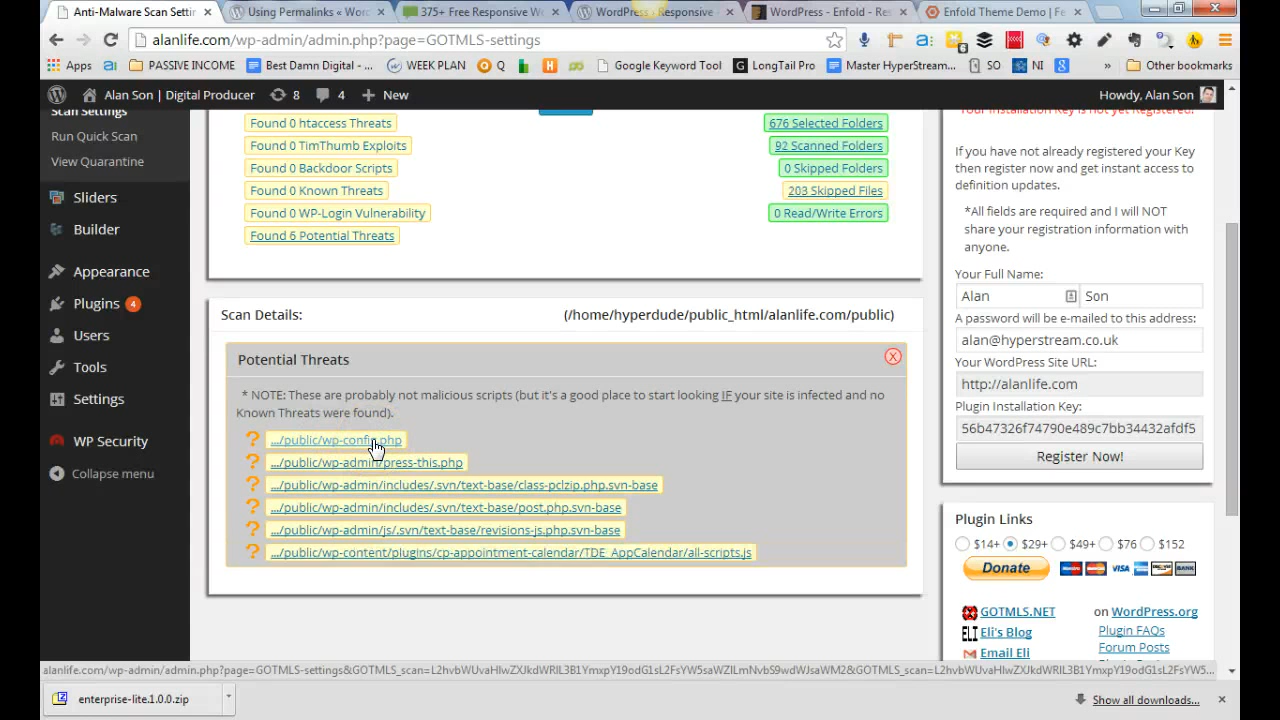 Anti-Malware Scan Setti
Using Permalinks « Word
375+ Free Responsive W
WordPress › Responsive
WordPress - Enfold - Res
Enfold Theme Demo | Fe
alanlife.com/wp-admin/admin.php?page=GOTMLS-settings
Apps
PASSIVE INCOME
Best Damn Digital - ...
WEEK PLAN
Q
Google Keyword Tool
LongTail Pro
Master HyperStream...
SO
NI
»
Other bookmarks
Alan Son | Digital Producer
8
4
New
Howdy, Alan Son
Scan Settings
Run Quick Scan
View Quarantine
Sliders
Builder
Appearance
Plugins 4
Users
Tools
Settings
WP Security
Collapse menu
Found 0 htaccess Threats
Found 0 TimThumb Exploits
Found 0 Backdoor Scripts
Found 0 Known Threats
Found 0 WP-Login Vulnerability
Found 6 Potential Threats
676 Selected Folders
92 Scanned Folders
0 Skipped Folders
203 Skipped Files
0 Read/Write Errors
Scan Details:
(/home/hyperdude/public_html/alanlife.com/public)
Potential Threats
X
* NOTE: These are probably not malicious scripts (but it's a good place to start looking IF your site is infected and no
Known Threats were found).
? .../public/wp-config.php
? .../public/wp-admin/press-this.php
? .../public/wp-admin/includes/.svn/text-base/class-pclzip.php.svn-base
? .../public/wp-admin/includes/.svn/text-base/post.php.svn-base
? .../public/wp-admin/js/.svn/text-base/revisions-js.php.svn-base
? .../public/wp-content/plugins/cp-appointment-calendar/TDE_AppCalendar/all-scripts.js
Your Installation Key is not yet Registered!
If you have not already registered your Key
then register now and get instant access to
definition updates.
*All fields are required and I will NOT
share your registration information with
anyone.
Your Full Name:
Alan
Son
A password will be e-mailed to this address:
alan@hyperstream.co.uk
Your WordPress Site URL:
http://alanlife.com
Plugin Installation Key:
56b47326f74790e489c7bb34432afdf5
Register Now!
Plugin Links
$14+
$29+
$49+
$76
$152
Donate
VISA
BANK
GOTMLS.NET
Eli's Blog
Email Eli
on WordPress.org
Plugin FAQs
Forum Posts
enterprise-lite.1.0.0.zip
Show all downloads...